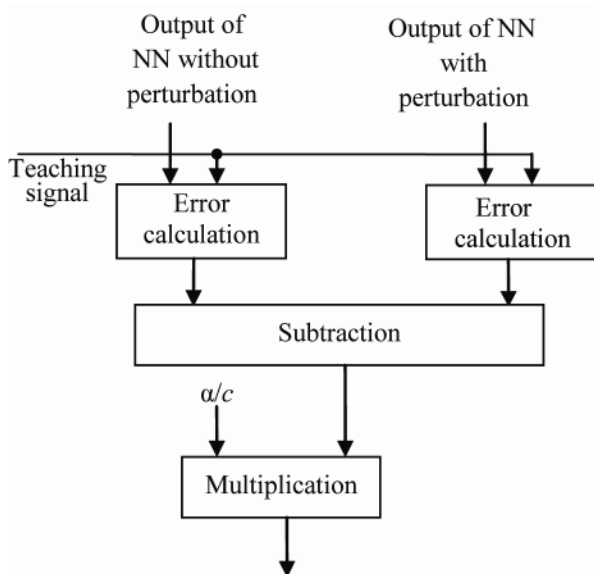 Output of
NN without
perturbation
Output of NN
with
perturbation
Teaching
signal
Error
calculation
Error
calculation
Subtraction
α/c
Multiplication